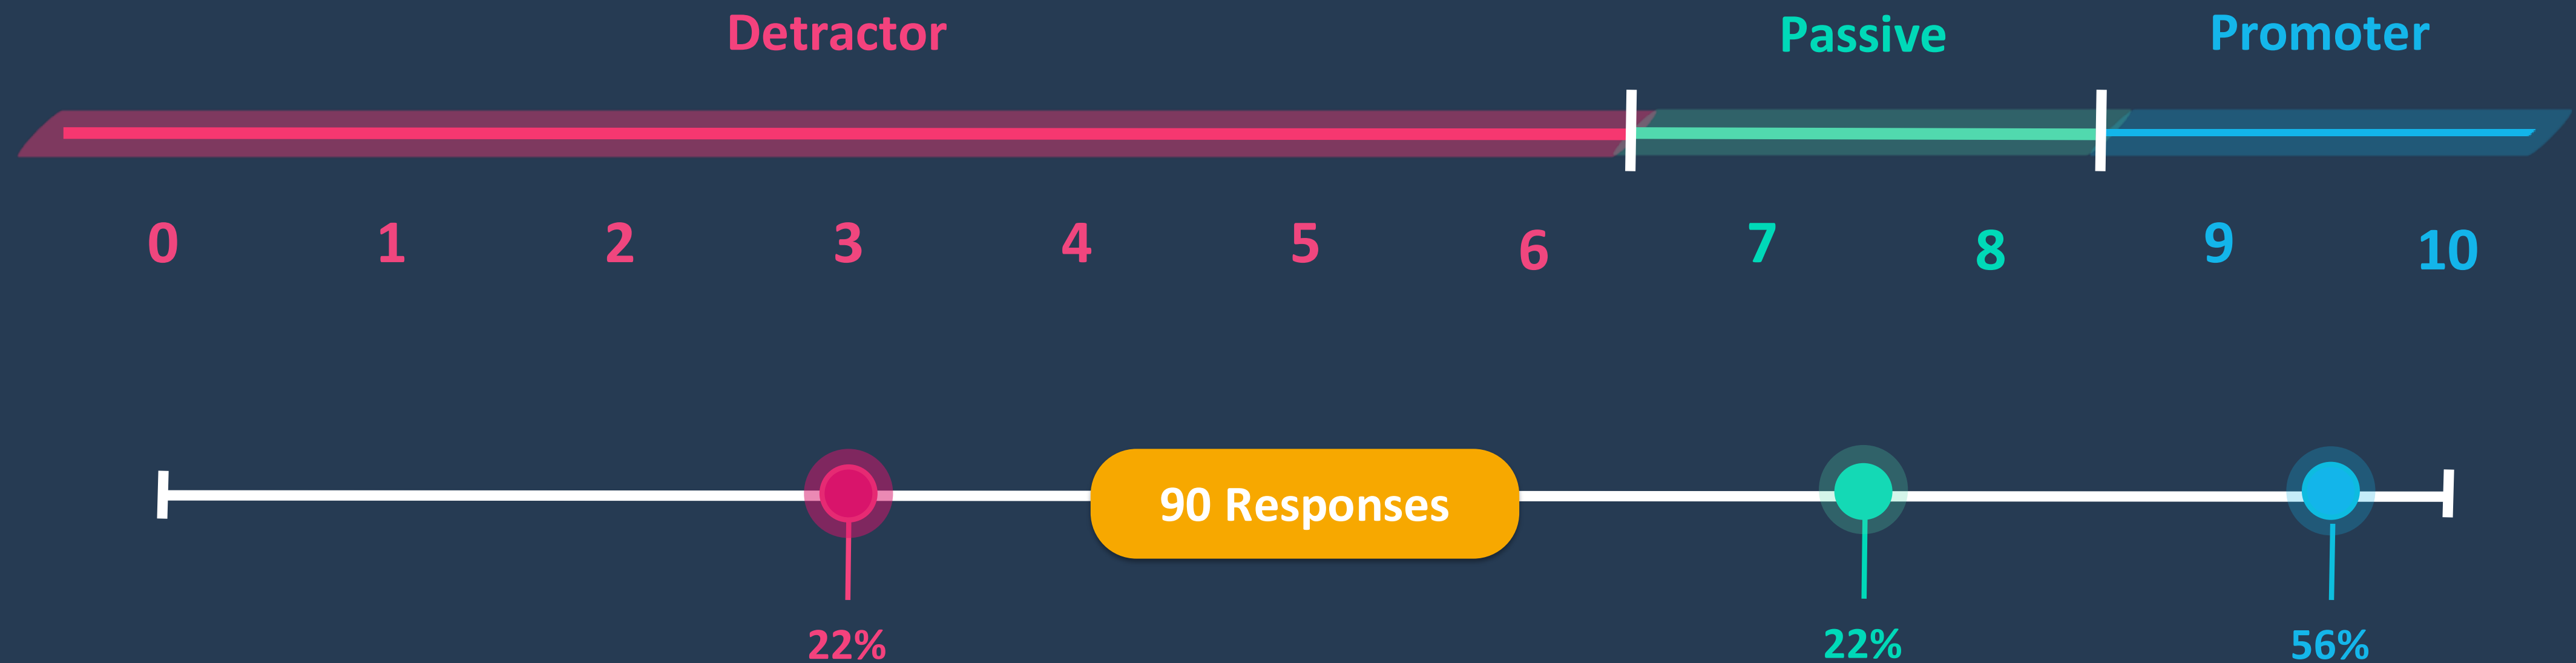 Detractor Passive Promoter
0 1 2 3 4 5 6 7 8 9 10
90 Responses
22% 22% 56%